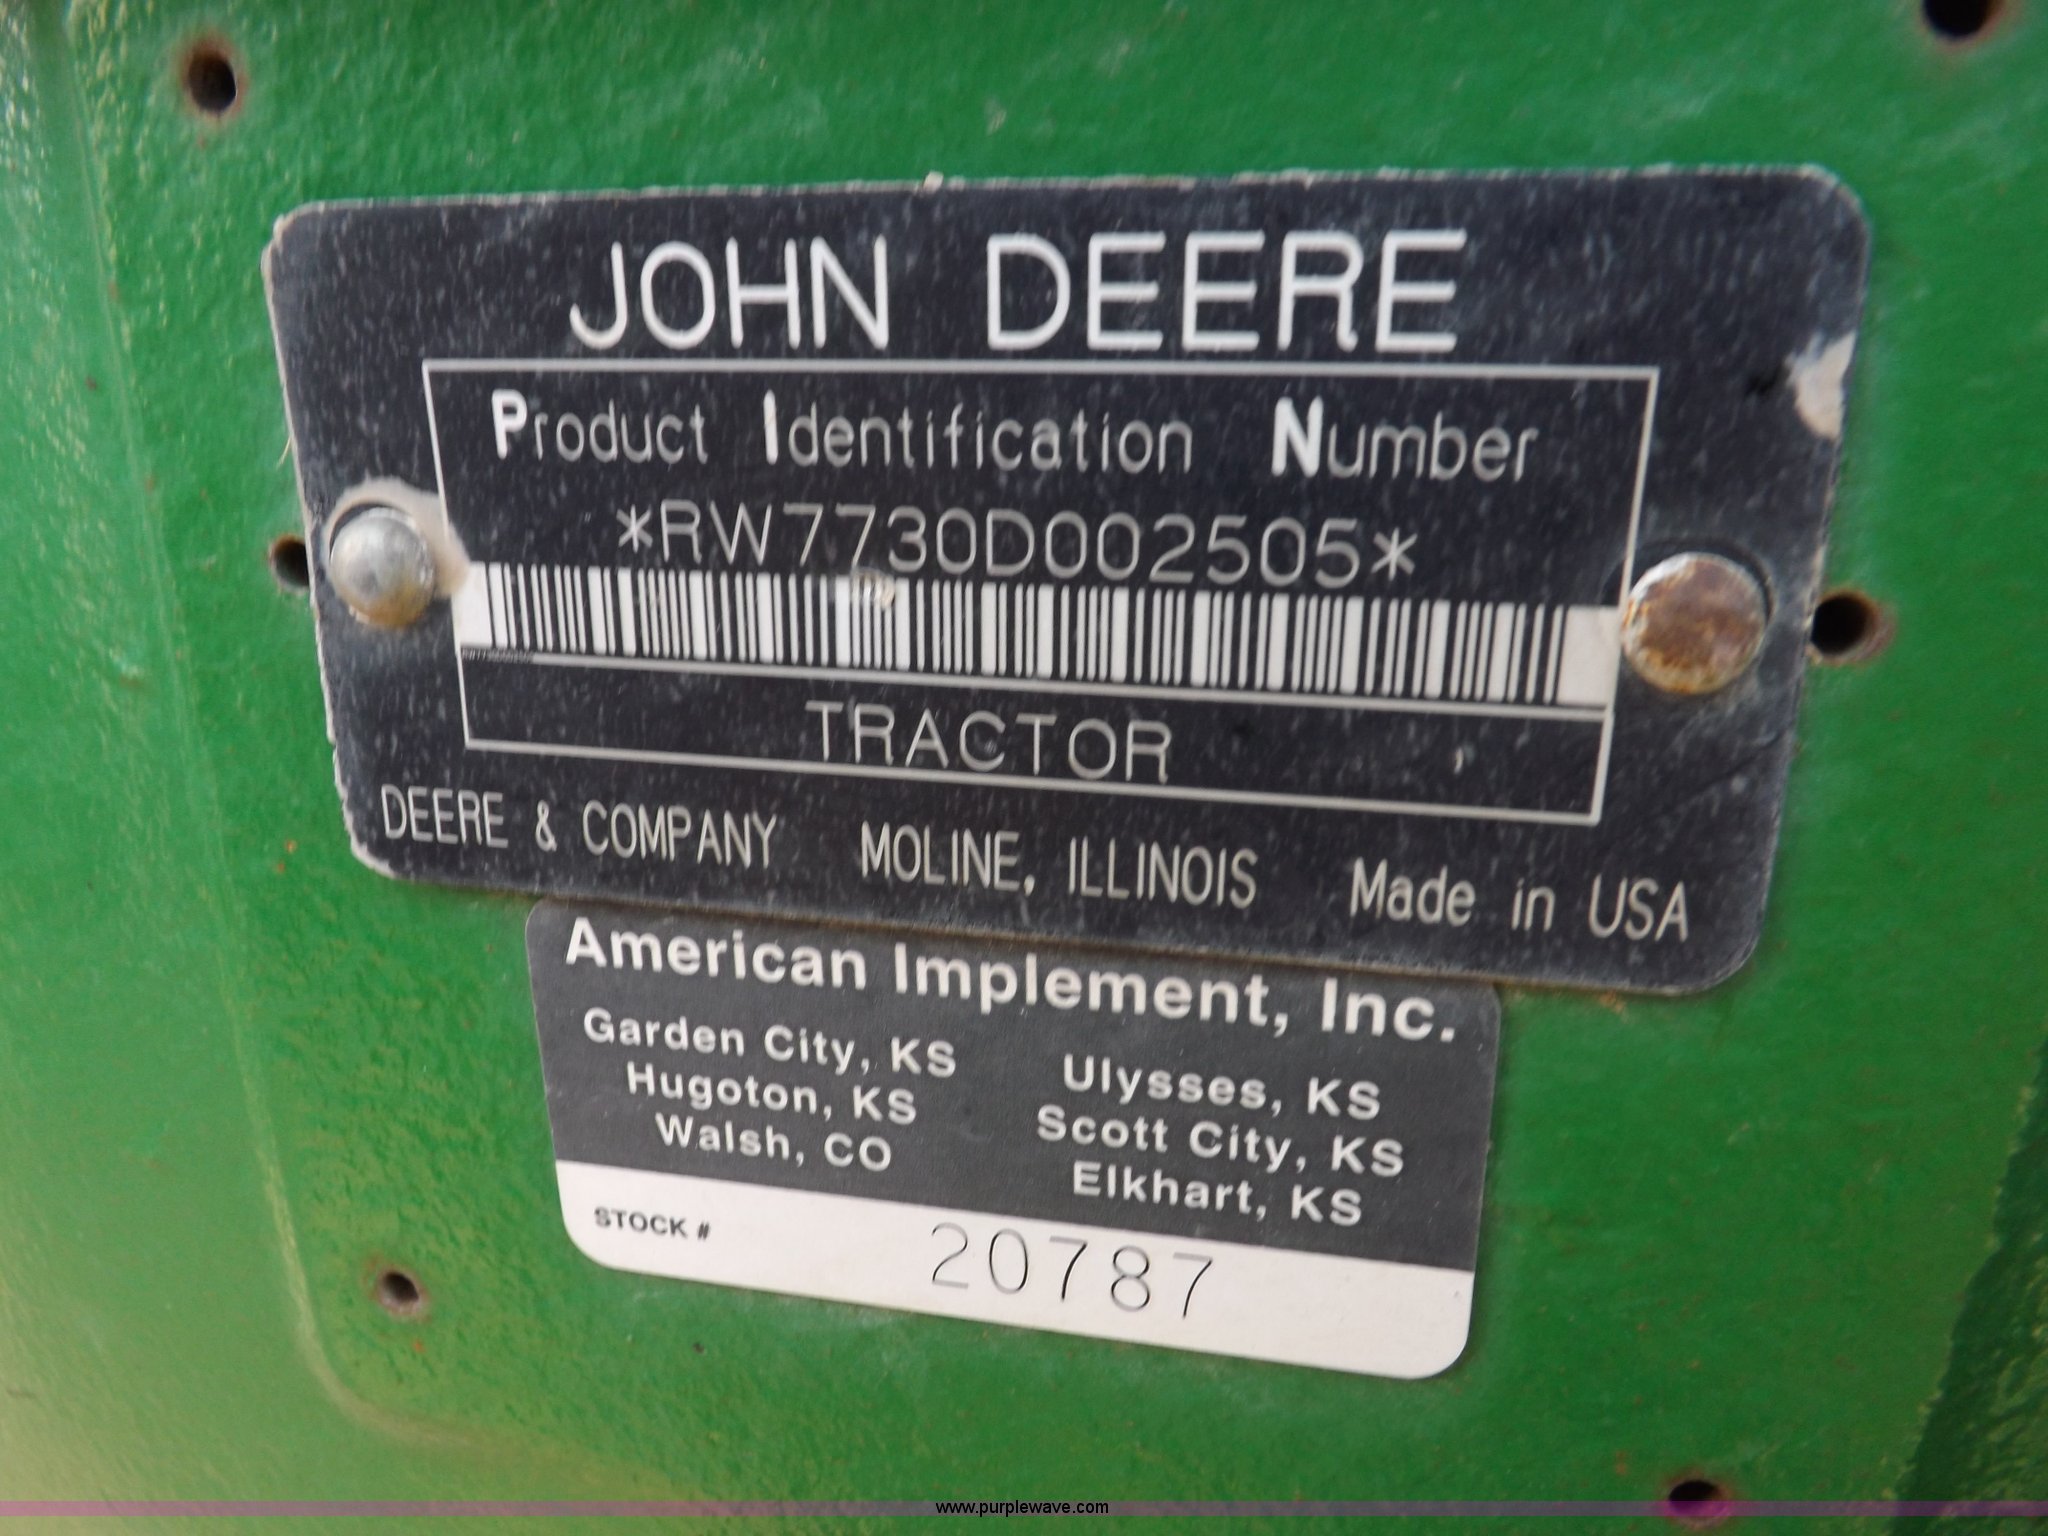 JOHN DEERE
Product Identification Number
*RW7730D002505*
TRACTOR
DEERE & COMPANY MOLINE, ILLINOIS Made in USA
American Implement, Inc.
Garden City, KS Ulysses, KS
Hugoton, KS Scott City, KS
Walsh, CO Elkhart, KS
STOCK # 20787
www.purplewave.com